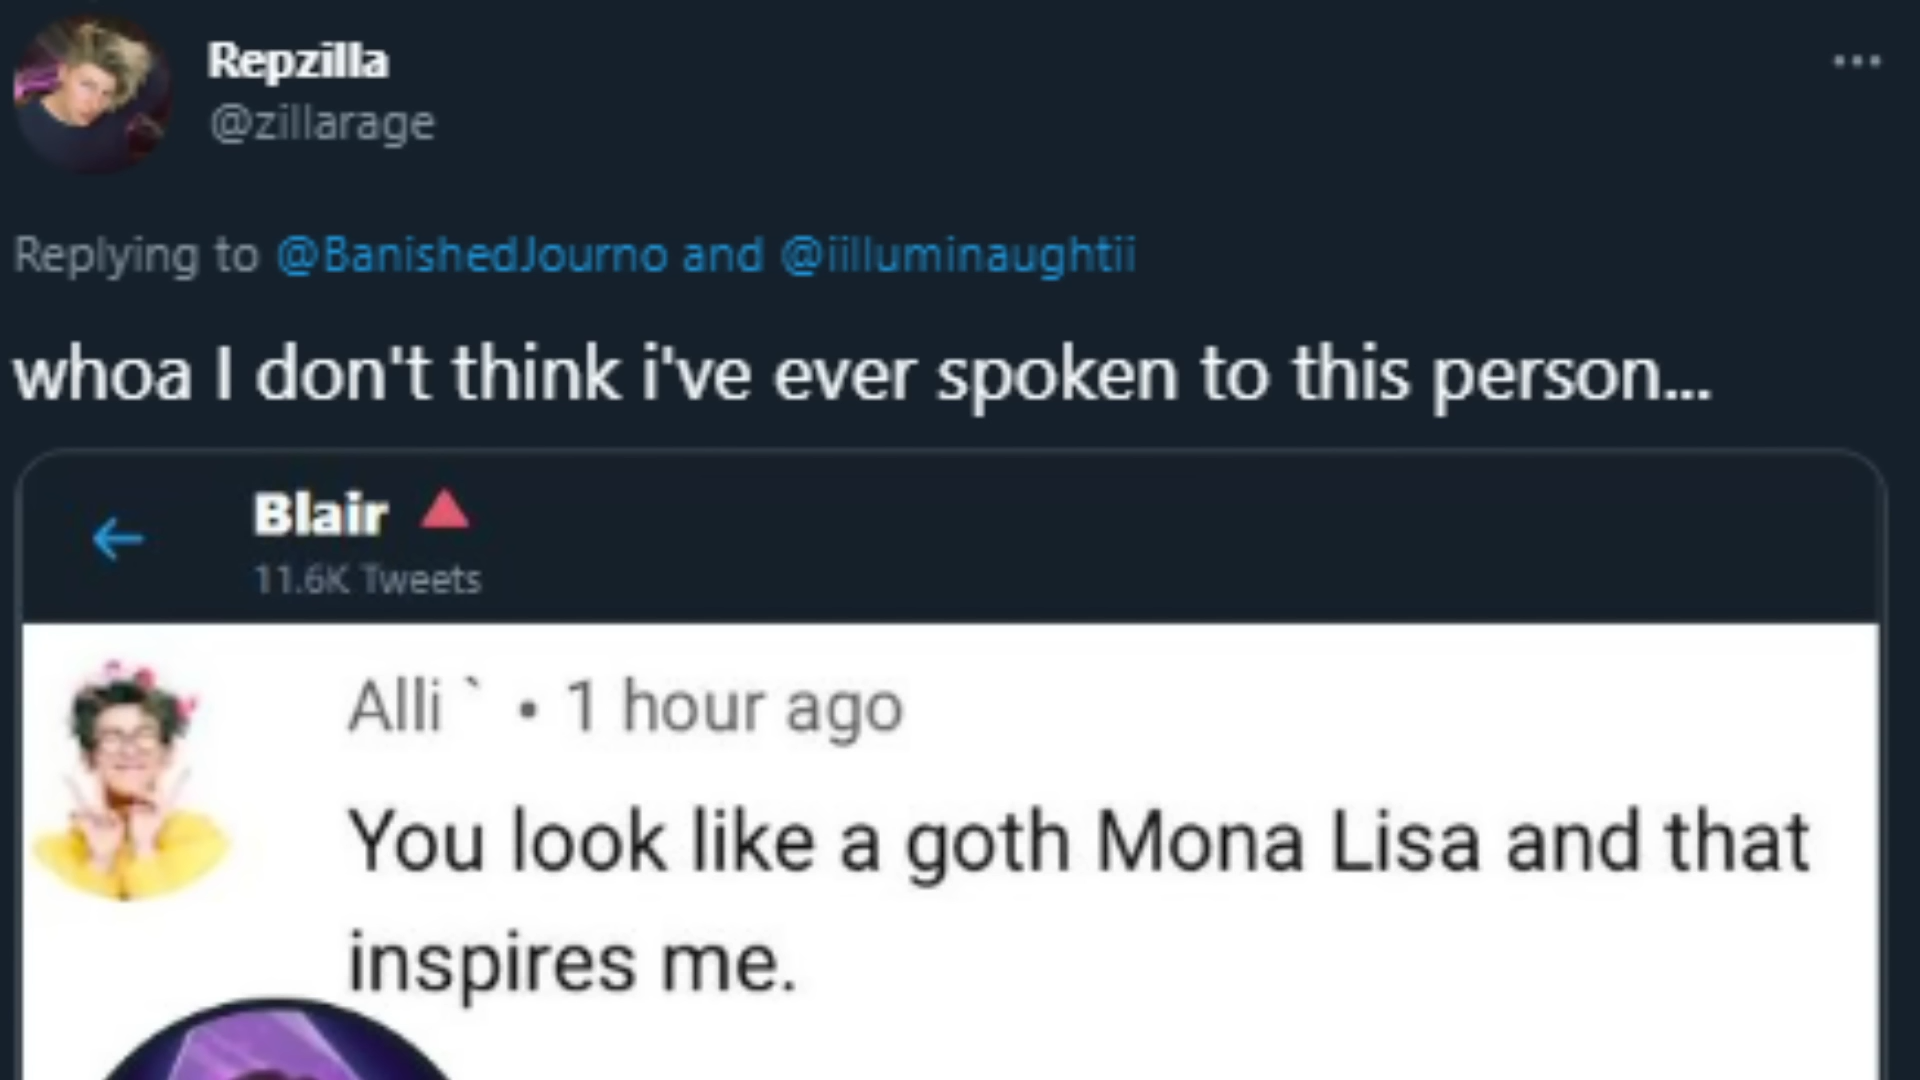 Repzilla
@zillarage
Replying to @BanishedJourno and @iilluminaughtii
whoa I don't think i've ever spoken to this person...
Blair
11.6K Tweets
Alli ` • 1 hour ago
You look like a goth Mona Lisa and that
inspires me.